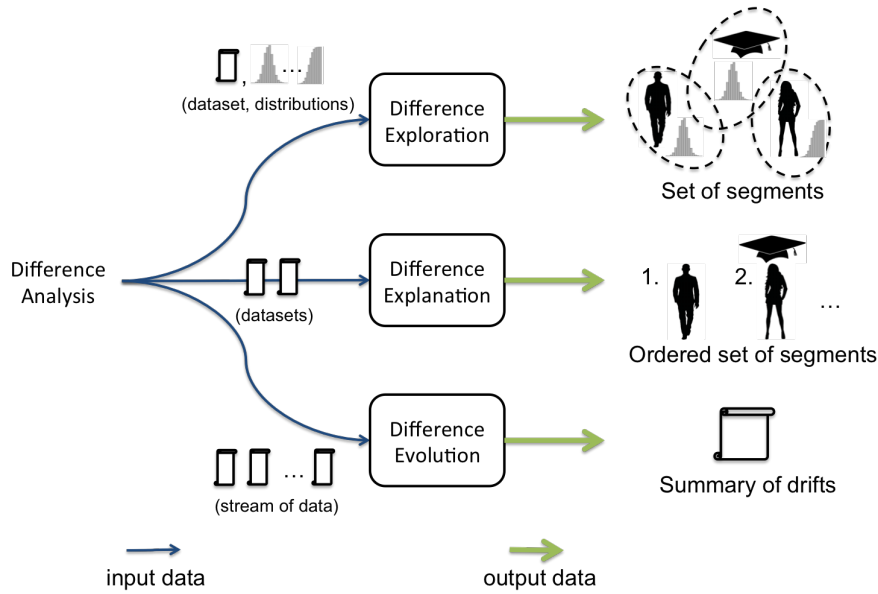 , ...
(dataset, distributions)
Difference
Exploration
Set of segments
Difference
Analysis
(datasets)
Difference
Explanation
1.
2.
...
Ordered set of segments
...
(stream of data)
Difference
Evolution
Summary of drifts
input data
output data